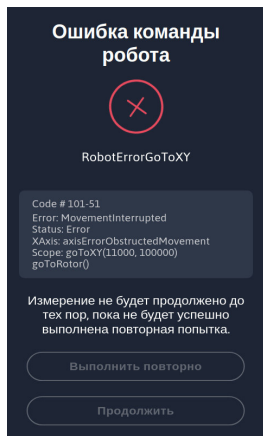 Ошибка команды
робота
RobotErrorGoToXY
Code # 101-51
Error: MovementInterrupted
Status: Error
XAxis: axisErrorObstructedMovement
Scope: goToXY(11000, 100000)
goToRotor()
Измерение не будет продолжено до
тех пор, пока не будет успешно
выполнена повторная попытка.
Выполнить повторно
Продолжить